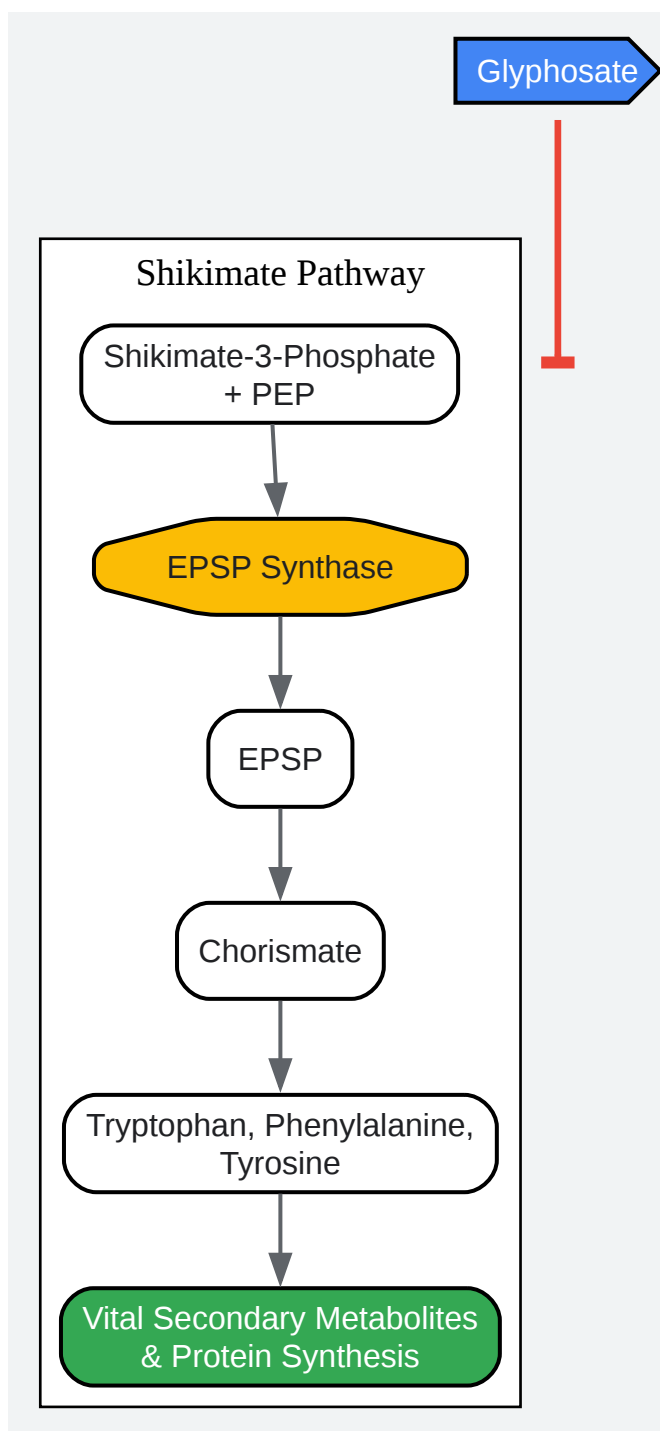 Glyphosate
Shikimate Pathway
Shikimate-3-Phosphate
+ PEP
EPSP Synthase
EPSP
Chorismate
Tryptophan, Phenylalanine,
Tyrosine
Vital Secondary Metabolites
& Protein Synthesis